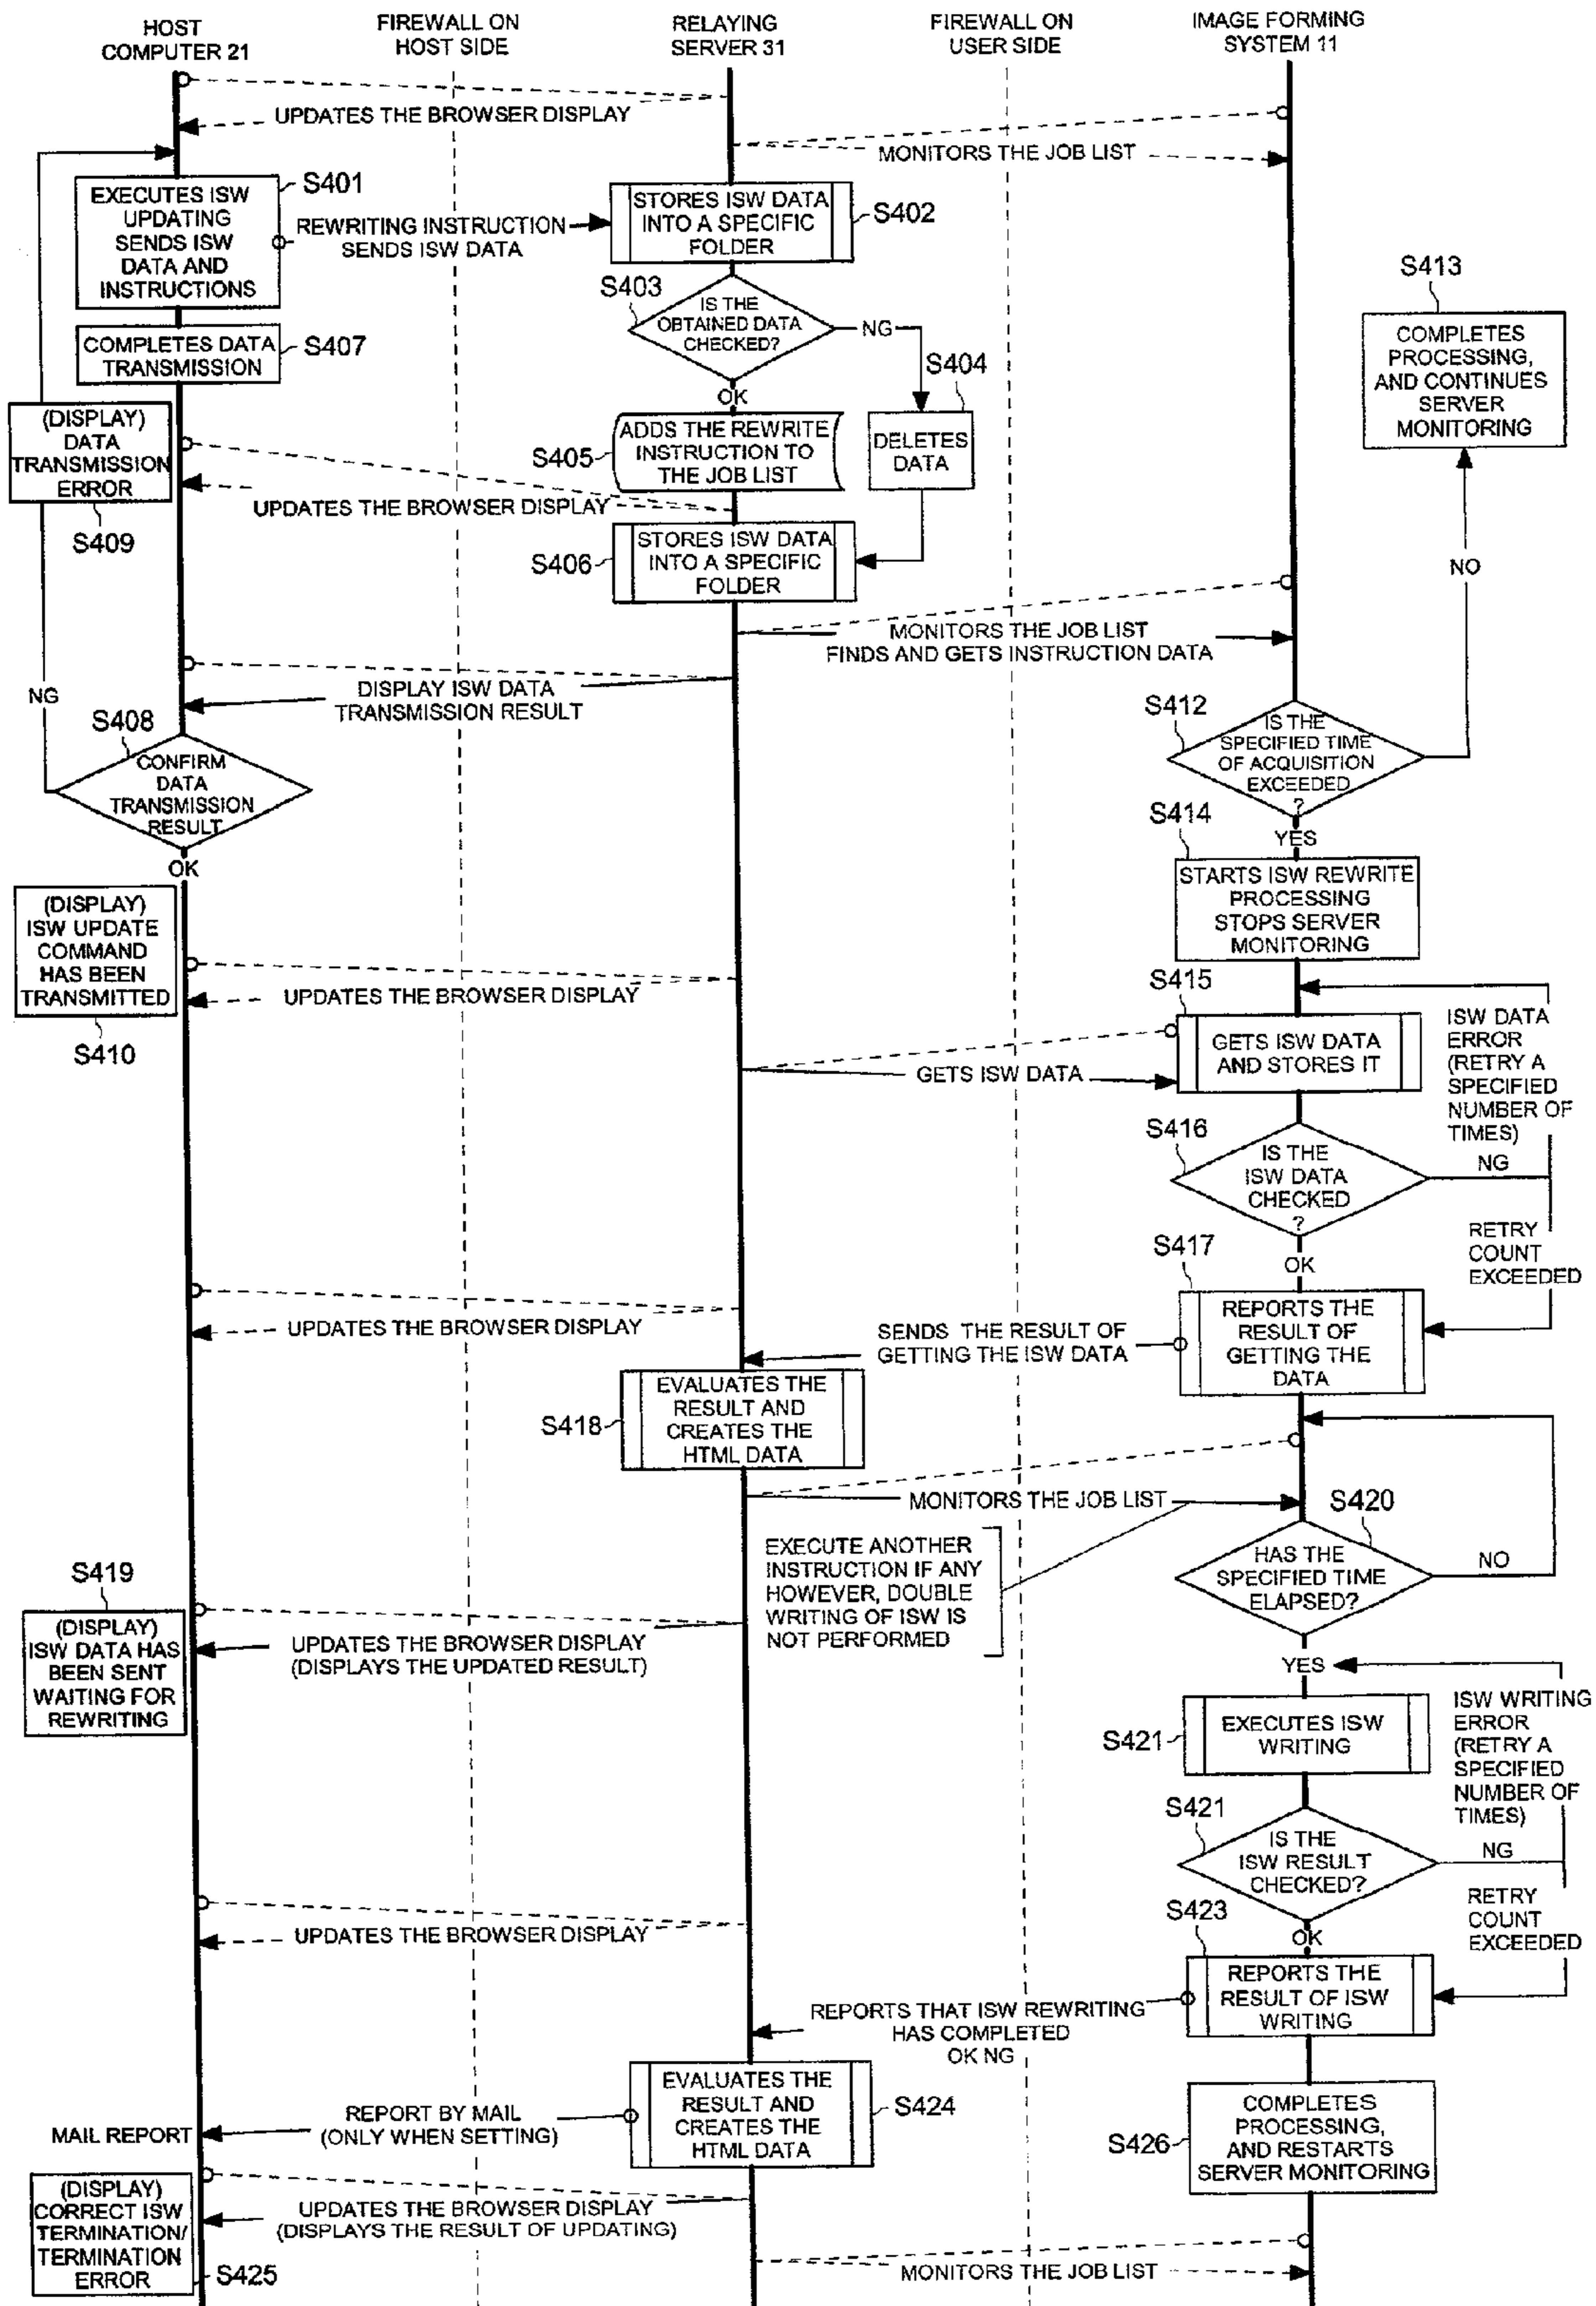 HOST
COMPUTER 21
FIREWALL ON
HOST SIDE
RELAYING
SERVER 31
FIREWALL ON
USER SIDE
IMAGE FORMING
SYSTEM 11
UPDATES THE BROWSER DISPLAY
MONITORS THE JOB LIST
S401
EXECUTES ISW
UPDATING
SENDS ISW
DATA AND
INSTRUCTIONS
REWRITING INSTRUCTION
SENDS ISW DATA
STORES ISW DATA
INTO A SPECIFIC
FOLDER
S402
S403
IS THE
OBTAINED DATA
CHECKED?
NG
OK
S404
DELETES
DATA
S413
COMPLETES
PROCESSING,
AND CONTINUES
SERVER
MONITORING
COMPLETES DATA
TRANSMISSION
S407
(DISPLAY)
DATA
TRANSMISSION
ERROR
S409
S405
ADDS THE REWRITE
INSTRUCTION TO
THE JOB LIST
UPDATES THE BROWSER DISPLAY
S406
STORES ISW DATA
INTO A SPECIFIC
FOLDER
NO
MONITORS THE JOB LIST
FINDS AND GETS INSTRUCTION DATA
DISPLAY ISW DATA
TRANSMISSION RESULT
NG
S408
CONFIRM
DATA
TRANSMISSION
RESULT
OK
S412
IS THE
SPECIFIED TIME
OF ACQUISITION
EXCEEDED
?
YES
S414
STARTS ISW REWRITE
PROCESSING
STOPS SERVER
MONITORING
(DISPLAY)
ISW UPDATE
COMMAND
HAS BEEN
TRANSMITTED
S410
UPDATES THE BROWSER DISPLAY
S415
GETS ISW DATA
AND STORES IT
GETS ISW DATA
ISW DATA
ERROR
(RETRY A
SPECIFIED
NUMBER OF
TIMES)
S416
IS THE
ISW DATA
CHECKED
?
NG
OK
RETRY
COUNT
EXCEEDED
S417
REPORTS THE
RESULT OF
GETTING THE
DATA
UPDATES THE BROWSER DISPLAY
SENDS THE RESULT OF
GETTING THE ISW DATA
S418
EVALUATES THE
RESULT AND
CREATES THE
HTML DATA
MONITORS THE JOB LIST
S420
HAS THE
SPECIFIED TIME
ELAPSED?
NO
YES
EXECUTE ANOTHER
INSTRUCTION IF ANY
HOWEVER, DOUBLE
WRITING OF ISW IS
NOT PERFORMED
S419
(DISPLAY)
ISW DATA HAS
BEEN SENT
WAITING FOR
REWRITING
UPDATES THE BROWSER DISPLAY
(DISPLAYS THE UPDATED RESULT)
S421
EXECUTES ISW
WRITING
ISW WRITING
ERROR
(RETRY A
SPECIFIED
NUMBER OF
TIMES)
S421
IS THE
ISW RESULT
CHECKED?
NG
OK
RETRY
COUNT
EXCEEDED
S423
REPORTS THE
RESULT OF ISW
WRITING
UPDATES THE BROWSER DISPLAY
REPORTS THAT ISW REWRITING
HAS COMPLETED
OK NG
EVALUATES THE
RESULT AND
CREATES THE
HTML DATA
S424
REPORT BY MAIL
(ONLY WHEN SETTING)
MAIL REPORT
S426
COMPLETES
PROCESSING,
AND RESTARTS
SERVER MONITORING
(DISPLAY)
CORRECT ISW
TERMINATION/
TERMINATION
ERROR
S425
UPDATES THE BROWSER DISPLAY
(DISPLAYS THE RESULT OF UPDATING)
MONITORS THE JOB LIST